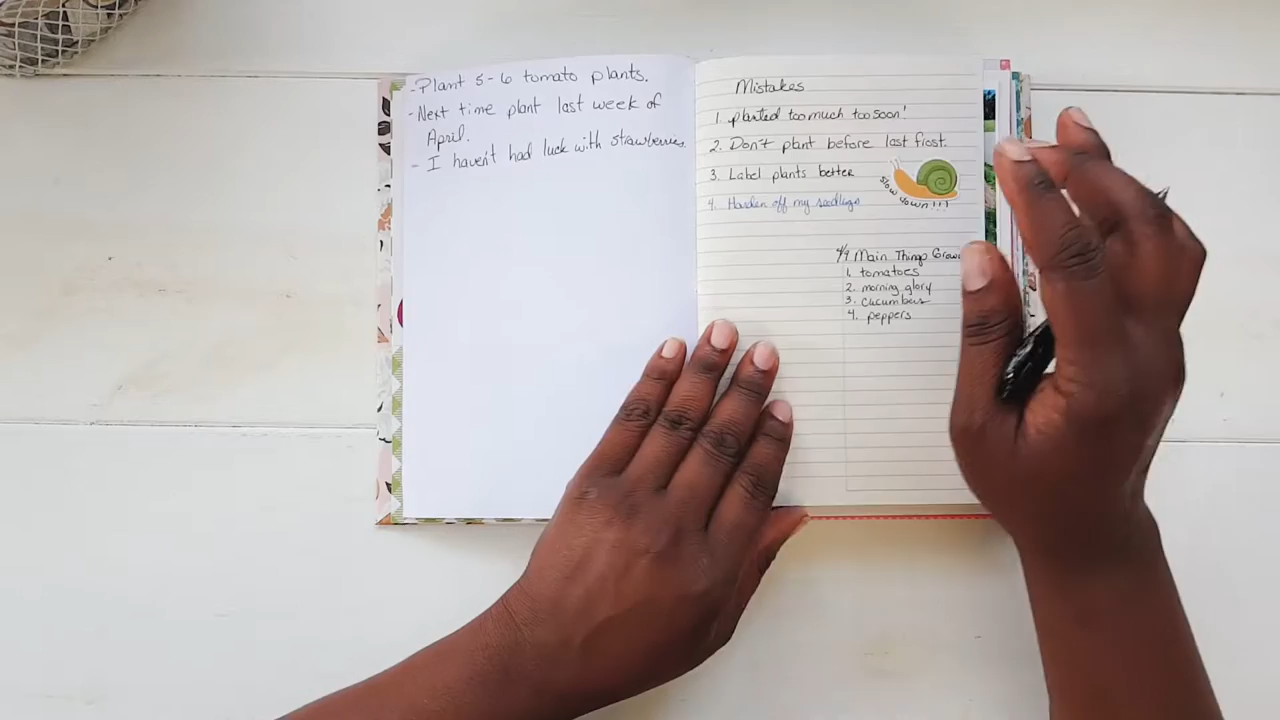 - Plant 5-6 tomato plants.
- Next time plant last week of
April.
- I haven't had luck with strawberries.
Mistakes
1. planted too much too soon!
2. Don't plant before last frost.
3. Label plants better
slow down!!!
4. Harden off my seedlings
4/9 Main Things Grown
1. tomatoes
2. morning glory
3. cucumbers
4. peppers